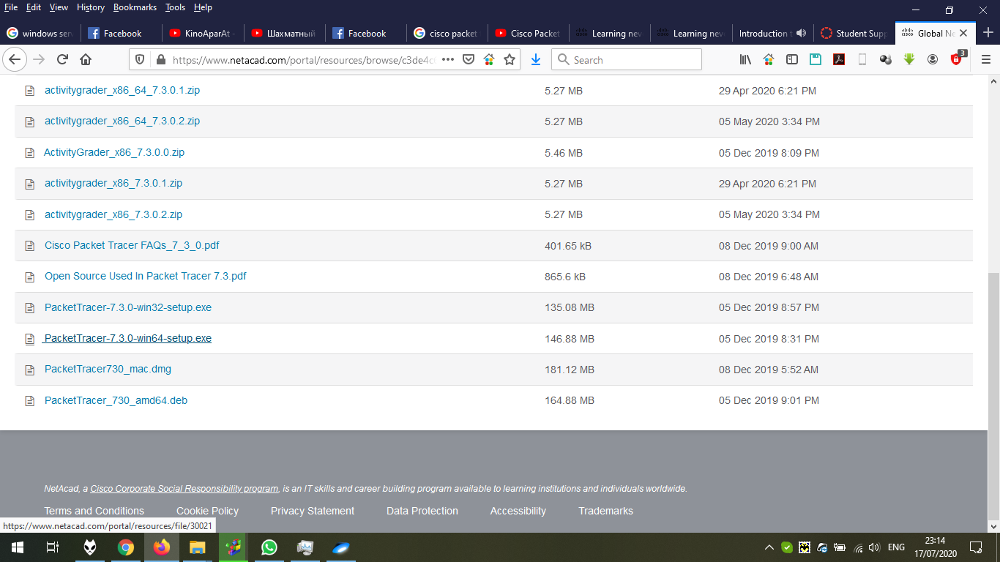 File Edit View History Bookmarks Tools Help
windows serv Facebook KinoAparAt - Шахматный Facebook cisco packet Cisco Packet Learning nev Learning nev Introduction t Student Supp Global Ne
https://www.netacad.com/portal/resources/browse/c3de4c Search 3
activitygrader_x86_64_7.3.0.1.zip 5.27 MB 29 Apr 2020 6:21 PM
activitygrader_x86_64_7.3.0.2.zip 5.27 MB 05 May 2020 3:34 PM
ActivityGrader_x86_7.3.0.0.zip 5.46 MB 05 Dec 2019 8:09 PM
activitygrader_x86_7.3.0.1.zip 5.27 MB 29 Apr 2020 6:21 PM
activitygrader_x86_7.3.0.2.zip 5.27 MB 05 May 2020 3:34 PM
Cisco Packet Tracer FAQs_7_3_0.pdf 401.65 kB 08 Dec 2019 9:00 AM
Open Source Used In Packet Tracer 7.3.pdf 865.6 kB 08 Dec 2019 6:48 AM
PacketTracer-7.3.0-win32-setup.exe 135.08 MB 05 Dec 2019 8:57 PM
PacketTracer-7.3.0-win64-setup.exe 146.88 MB 05 Dec 2019 8:31 PM
PacketTracer730_mac.dmg 181.12 MB 08 Dec 2019 5:52 AM
PacketTracer_730_amd64.deb 164.88 MB 05 Dec 2019 9:01 PM
NetAcad, a Cisco Corporate Social Responsibility program, is an IT skills and career building program available to learning institutions and individuals worldwide.
Terms and Conditions Cookie Policy Privacy Statement Data Protection Accessibility Trademarks
https://www.netacad.com/portal/resources/file/30021
ENG 23:14
17/07/2020